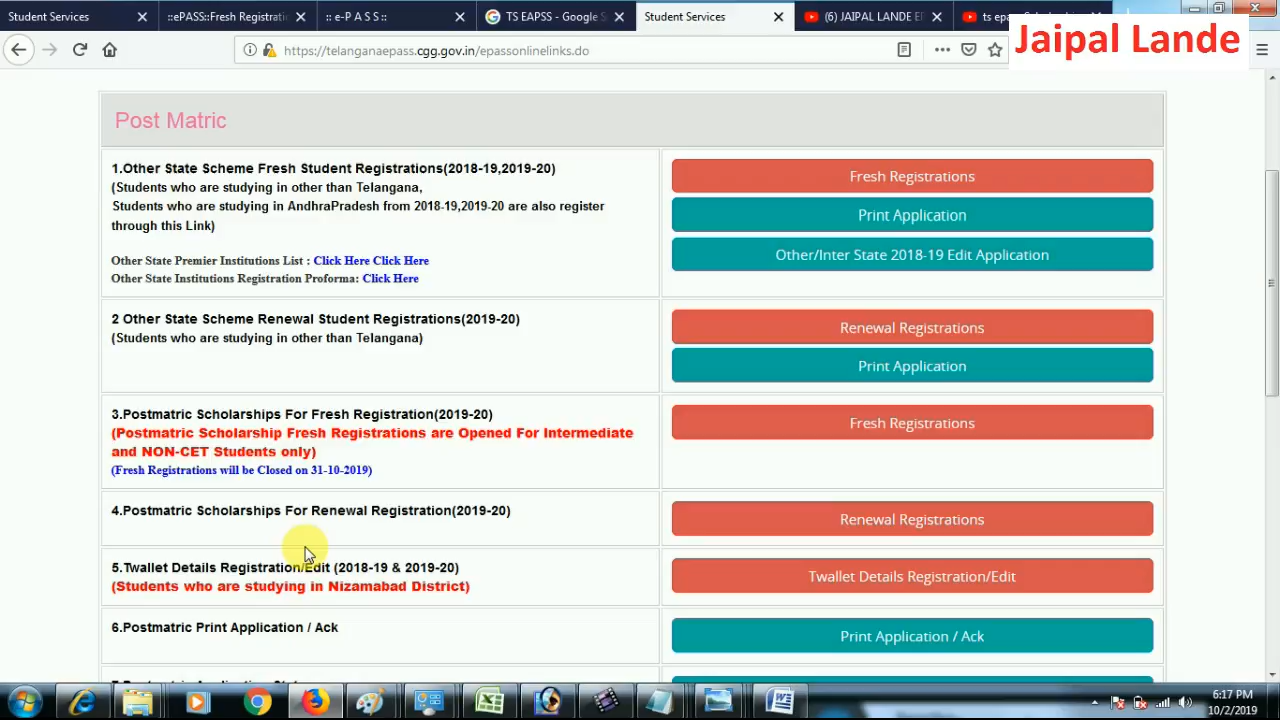 Student Services
::ePASS::Fresh Registratio
:: e-P A S S ::
TS EAPSS - Google S
Student Services
(6) JAIPAL LANDE E
ts epa
Jaipal Lande
https://telanganaepass.cgg.gov.in/epassonlinelinks.do
Post Matric
1.Other State Scheme Fresh Student Registrations(2018-19,2019-20)
(Students who are studying in other than Telangana,
Students who are studying in AndhraPradesh from 2018-19,2019-20 are also register
through this Link)
Other State Premier Institutions List : Click Here Click Here
Other State Institutions Registration Proforma: Click Here
Fresh Registrations
Print Application
Other/Inter State 2018-19 Edit Application
2 Other State Scheme Renewal Student Registrations(2019-20)
(Students who are studying in other than Telangana)
Renewal Registrations
Print Application
3.Postmatric Scholarships For Fresh Registration(2019-20)
(Postmatric Scholarship Fresh Registrations are Opened For Intermediate
and NON-CET Students only)
(Fresh Registrations will be Closed on 31-10-2019)
Fresh Registrations
4.Postmatric Scholarships For Renewal Registration(2019-20)
Renewal Registrations
5.Twallet Details Registration/Edit (2018-19 & 2019-20)
(Students who are studying in Nizamabad District)
Twallet Details Registration/Edit
6.Postmatric Print Application / Ack
Print Application / Ack
6:17 PM
10/2/2019